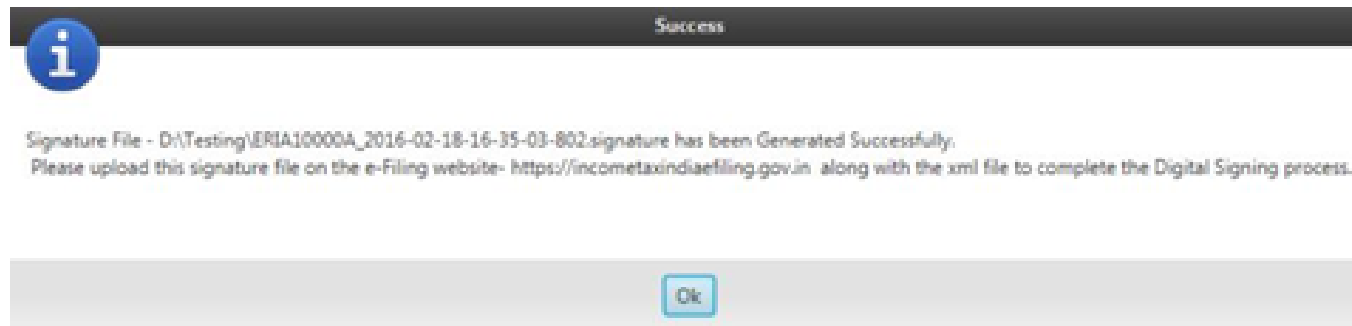 Success
Signature File - D:\Testing\ERIA10000A_2016-02-18-16-35-03-802.signature has been Generated Successfully.
Please upload this signature file on the e-Filing website- https://incometaxindiaefiling.gov.in along with the xml file to complete the Digital Signing process.
Ok